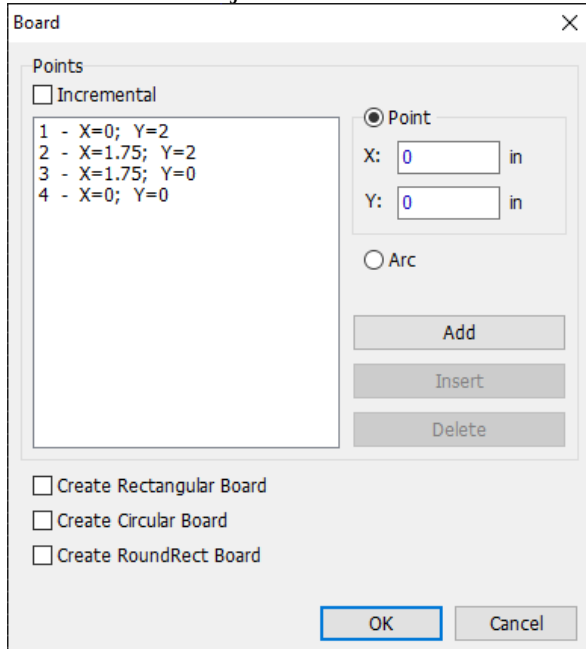 Board
Points
Incremental
1 - X=0; Y=2
2 - X=1.75; Y=2
3 - X=1.75; Y=0
4 - X=0; Y=0
Point
X: 0 in
Y: 0 in
Arc
Add
Insert
Delete
Create Rectangular Board
Create Circular Board
Create RoundRect Board
OK Cancel